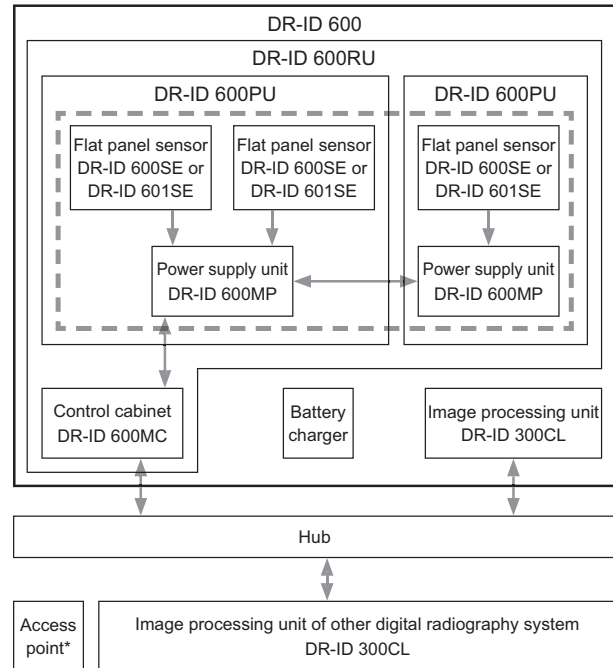 DR-ID 600
DR-ID 600RU
DR-ID 600PU
DR-ID 600PU
Flat panel sensor
DR-ID 600SE or
DR-ID 601SE
Flat panel sensor
DR-ID 600SE or
DR-ID 601SE
Flat panel sensor
DR-ID 600SE or
DR-ID 601SE
Power supply unit
DR-ID 600MP
Power supply unit
DR-ID 600MP
Control cabinet
DR-ID 600MC
Battery
charger
Image processing unit
DR-ID 300CL
Hub
Access
point*
Image processing unit of other digital radiography system
DR-ID 300CL